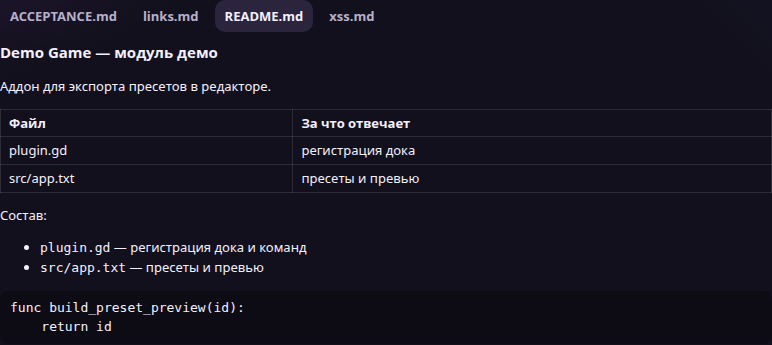 ACCEPTANCE.md links.md README.md xss.md
Demo Game — модуль демо
Аддон для экспорта пресетов в редакторе.
Файл За что отвечает
plugin.gd регистрация дока
src/app.txt пресеты и превью
Состав:
• plugin.gd — регистрация дока и команд
• src/app.txt — пресеты и превью
func build_preset_preview(id):
    return id